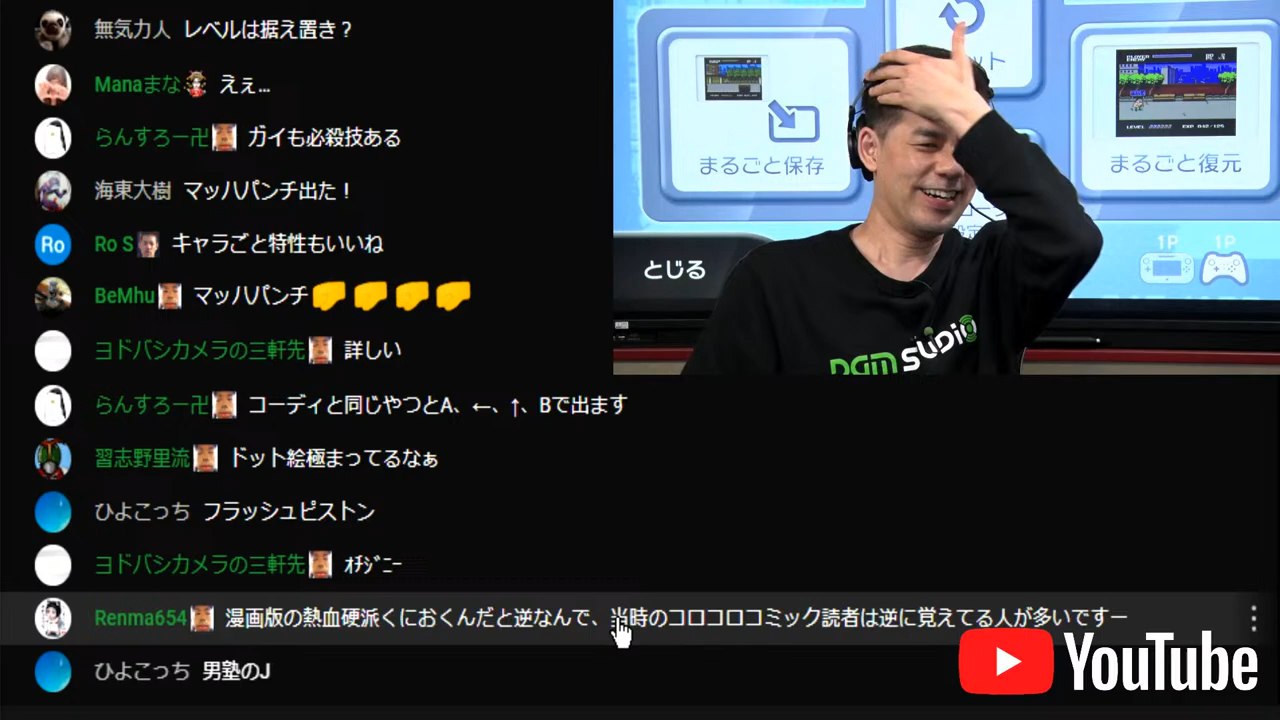 無気力人 レベルは据え置き？
Manaまな えぇ…
らんすろー卍 ガイも必殺技ある
海東大樹 マッハパンチ出た！
Ro
Ro S キャラごと特性もいいね
BeMhu マッハパンチ
ヨドバシカメラの三軒先 詳しい
らんすろー卍 コーディと同じやつとA、←、↑、Bで出ます
習志野里流 ドット絵極まってるなぁ
ひよこっち フラッシュピストン
ヨドバシカメラの三軒先 ｵﾁｼﾞﾆｰ
Renma654 漫画版の熱血硬派くにおくんだと逆なんで、当時のコロコロコミック読者は逆に覚えてる人が多いですー
ひよこっち 男塾のJ
まるごと保存
まるごと復元
とじる
1P 1P
DGM STUDIO
YouTube